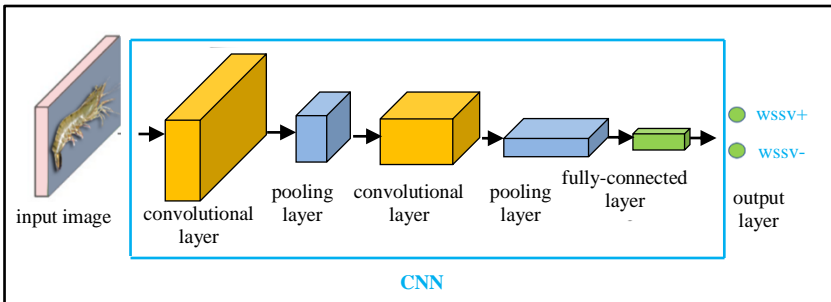 wssv+
wssv-
input image
convolutional
layer
pooling
layer
convolutional
layer
pooling
layer
fully-connected
layer
output
layer
CNN